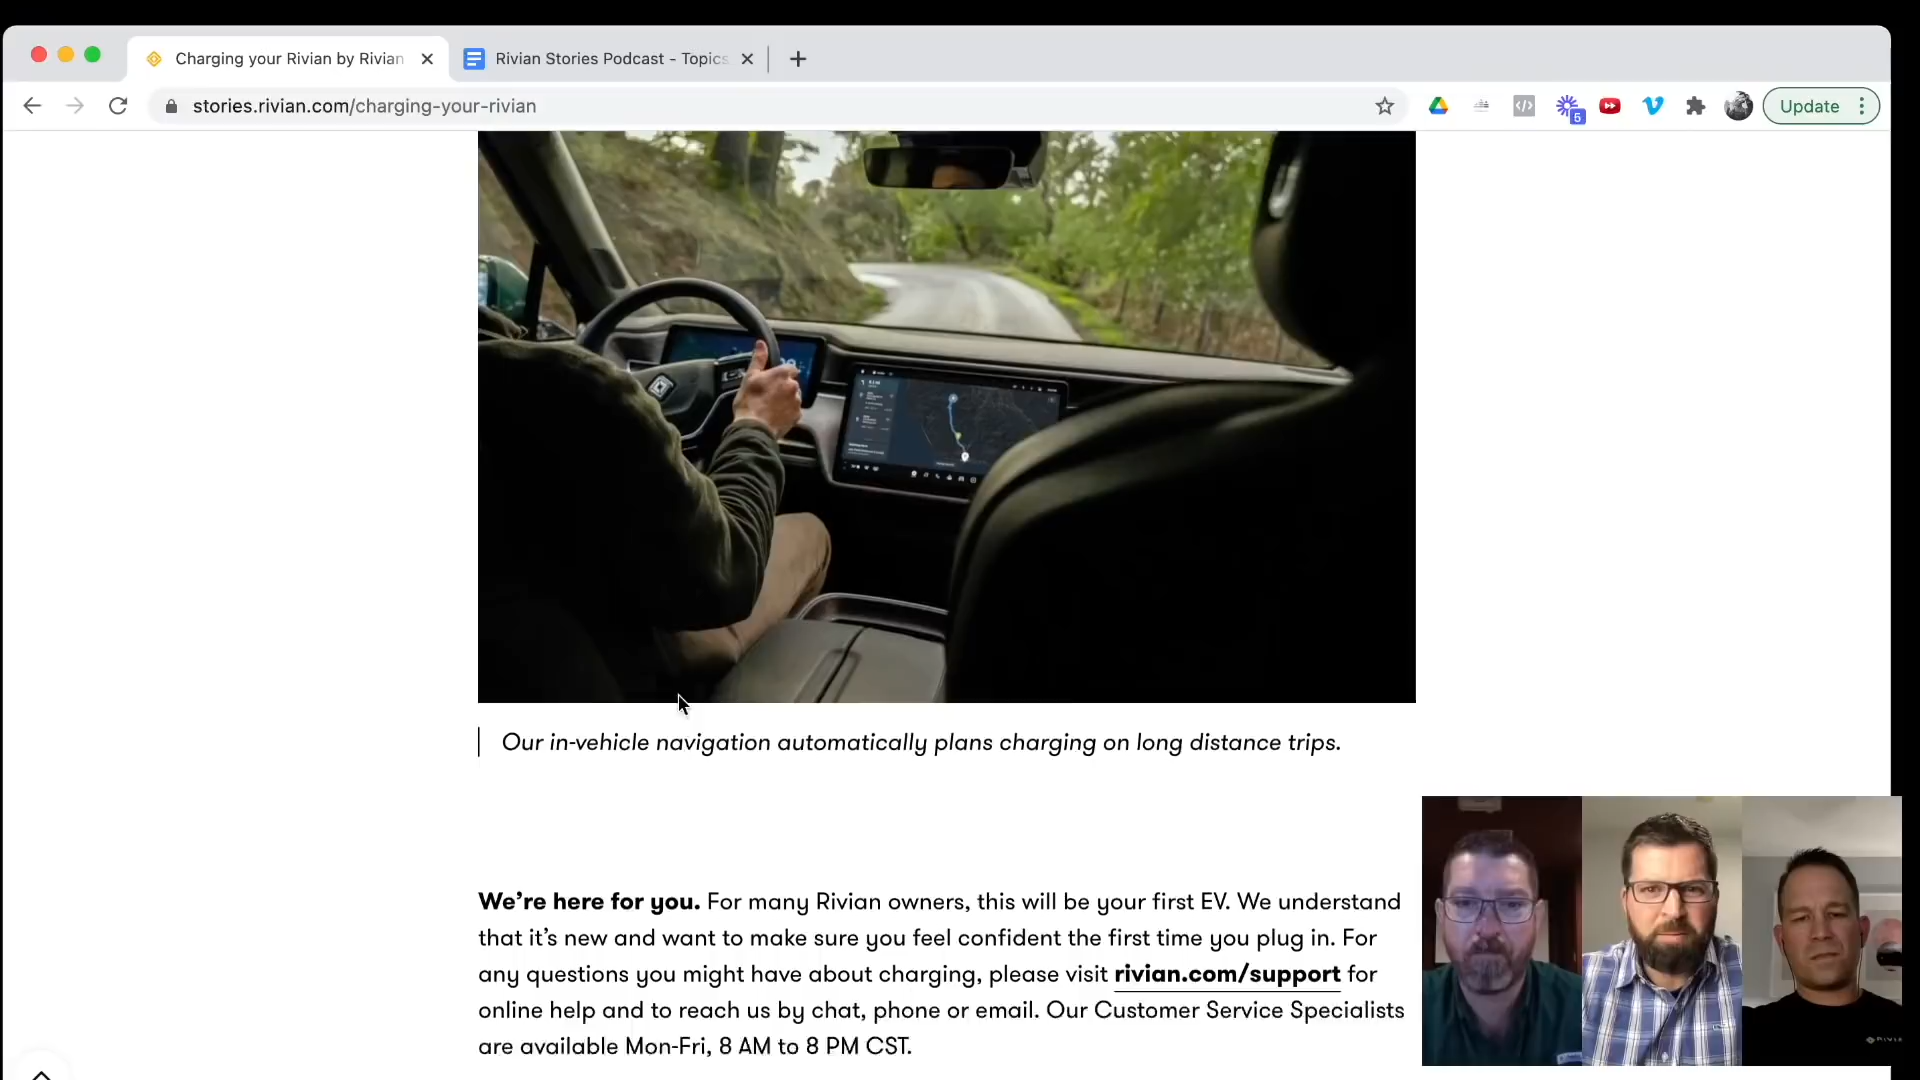 Charging your Rivian by Rivian
Rivian Stories Podcast - Topics
stories.rivian.com/charging-your-rivian
5
Update
Our in-vehicle navigation automatically plans charging on long distance trips.
We’re here for you. For many Rivian owners, this will be your first EV. We understand
that it’s new and want to make sure you feel confident the first time you plug in. For
any questions you might have about charging, please visit rivian.com/support for
online help and to reach us by chat, phone or email. Our Customer Service Specialists
are available Mon-Fri, 8 AM to 8 PM CST.